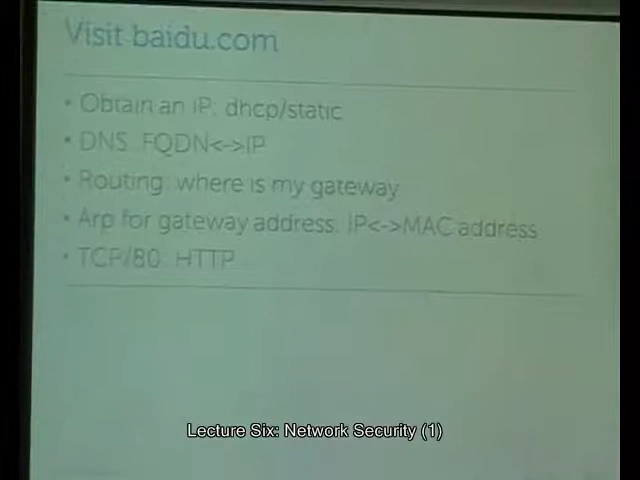 Visit baidu.com
• Obtain an IP: dhcp/static
• DNS: FQDN<->IP
• Routing: where is my gateway
• Arp for gateway address: IP<->MAC address
• TCP/80: HTTP
Lecture Six: Network Security (1)